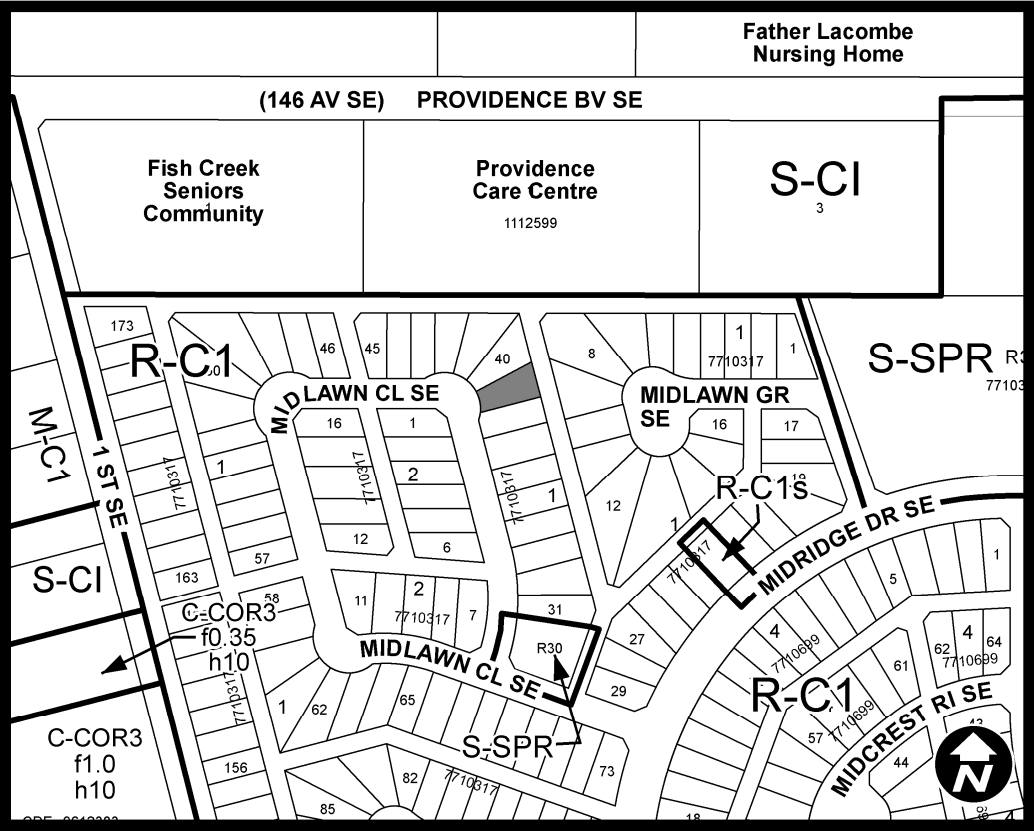 Father Lacombe
Nursing Home
(146 AV SE) PROVIDENCE BV SE
Fish Creek
Seniors
Community
1
Providence
Care Centre
1112599
S-CI
3
173
R-C1
46
45
40
8
1
7710317
1
S-SPR
MIDLAWN CL SE
MIDLAWN GR
SE
16
1
16
17
M-C1
1 ST SE
7710317
1
7710317
2
7710317
1
12
R-C1s
12
6
1
7710317
MIDRIDGE DR SE
57
163
58
S-CI
C-COR3
f0.35
h10
11
2
7710317
7
31
R30
27
29
5
1
4
7710699
62
4
64
7710699
61
MIDLAWN CL SE
7710317
1
62
65
S-SPR
R-C1
57
7710699
MIDCREST RI SE
43
44
C-COR3
f1.0
h10
156
82
7710317
73
85
18
N